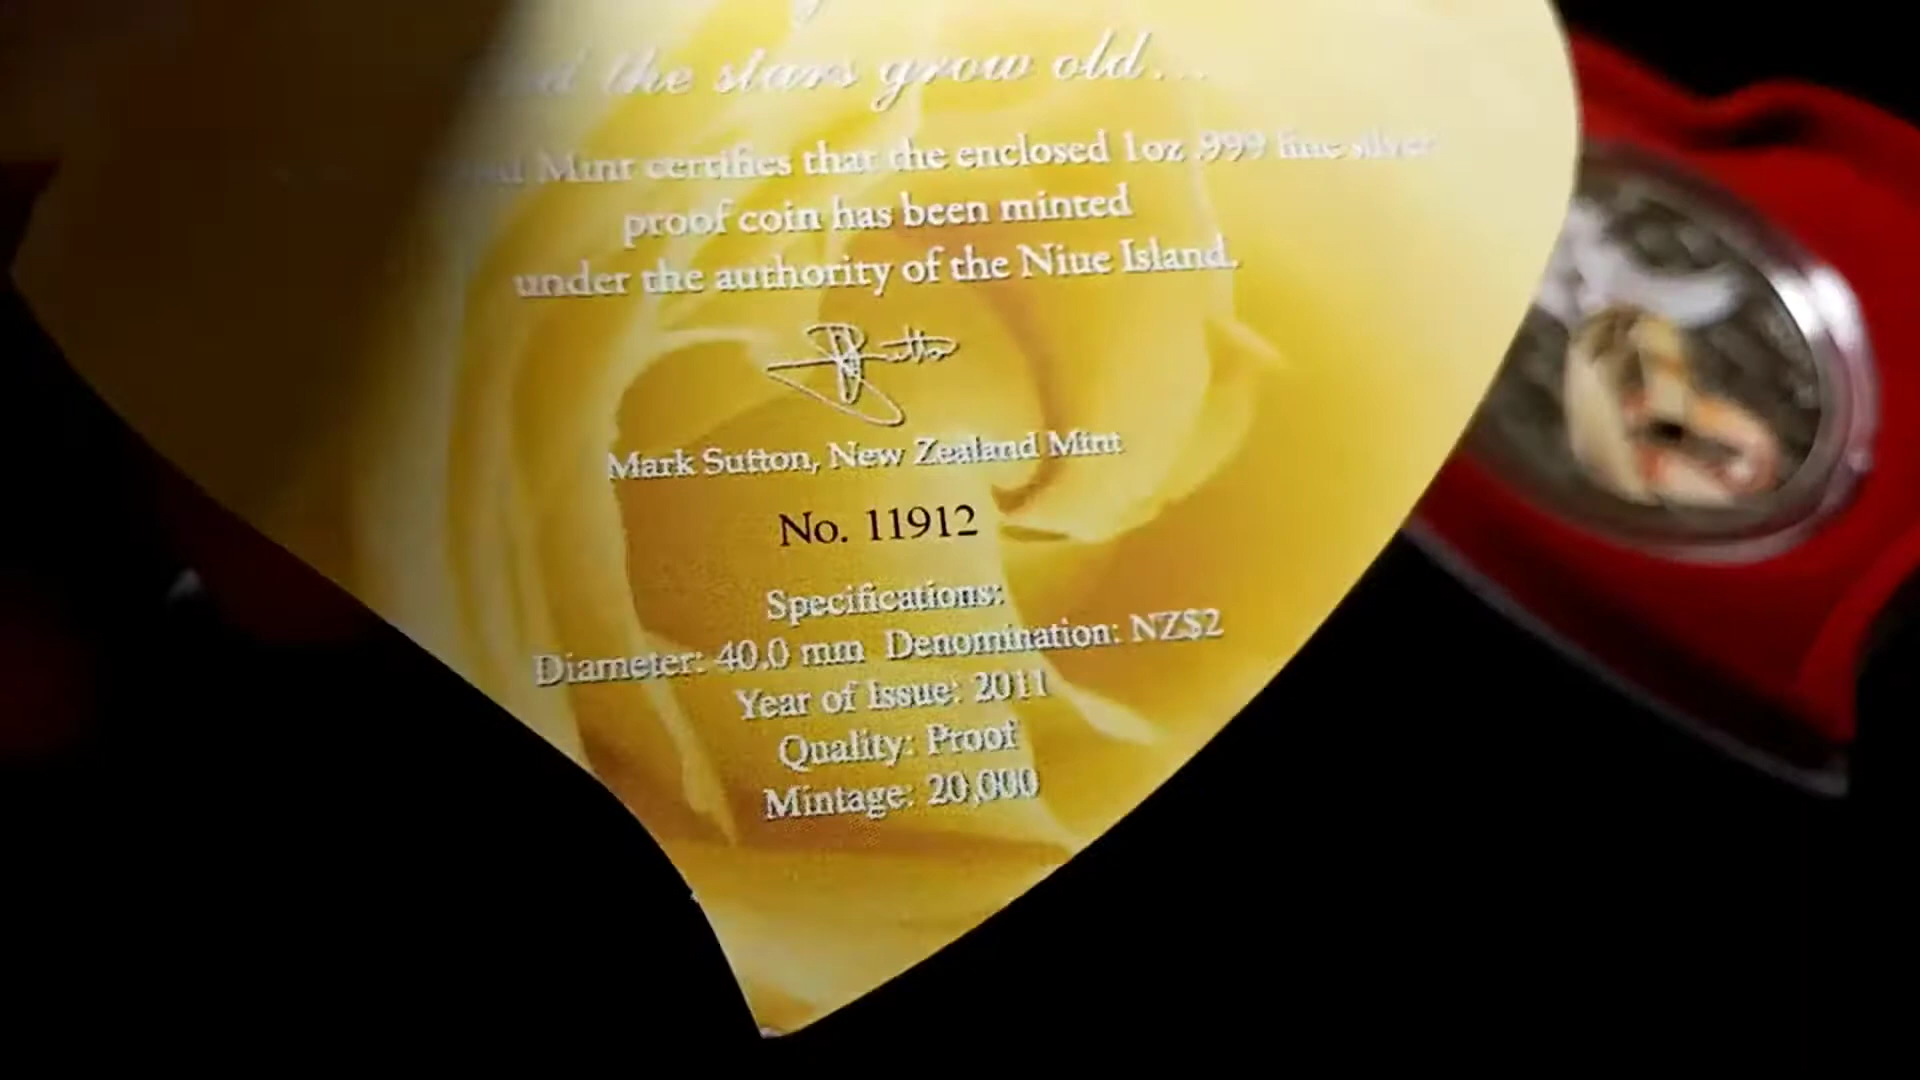 the stars grow old...
Mint certifies that the enclosed 1oz .999 fine silver
proof coin has been minted
under the authority of the Niue Island.
Mark Sutton, New Zealand Mint
No. 11912
Specifications:
Diameter: 40.0 mm Denomination: NZ$2
Year of Issue: 2011
Quality: Proof
Mintage: 20,000